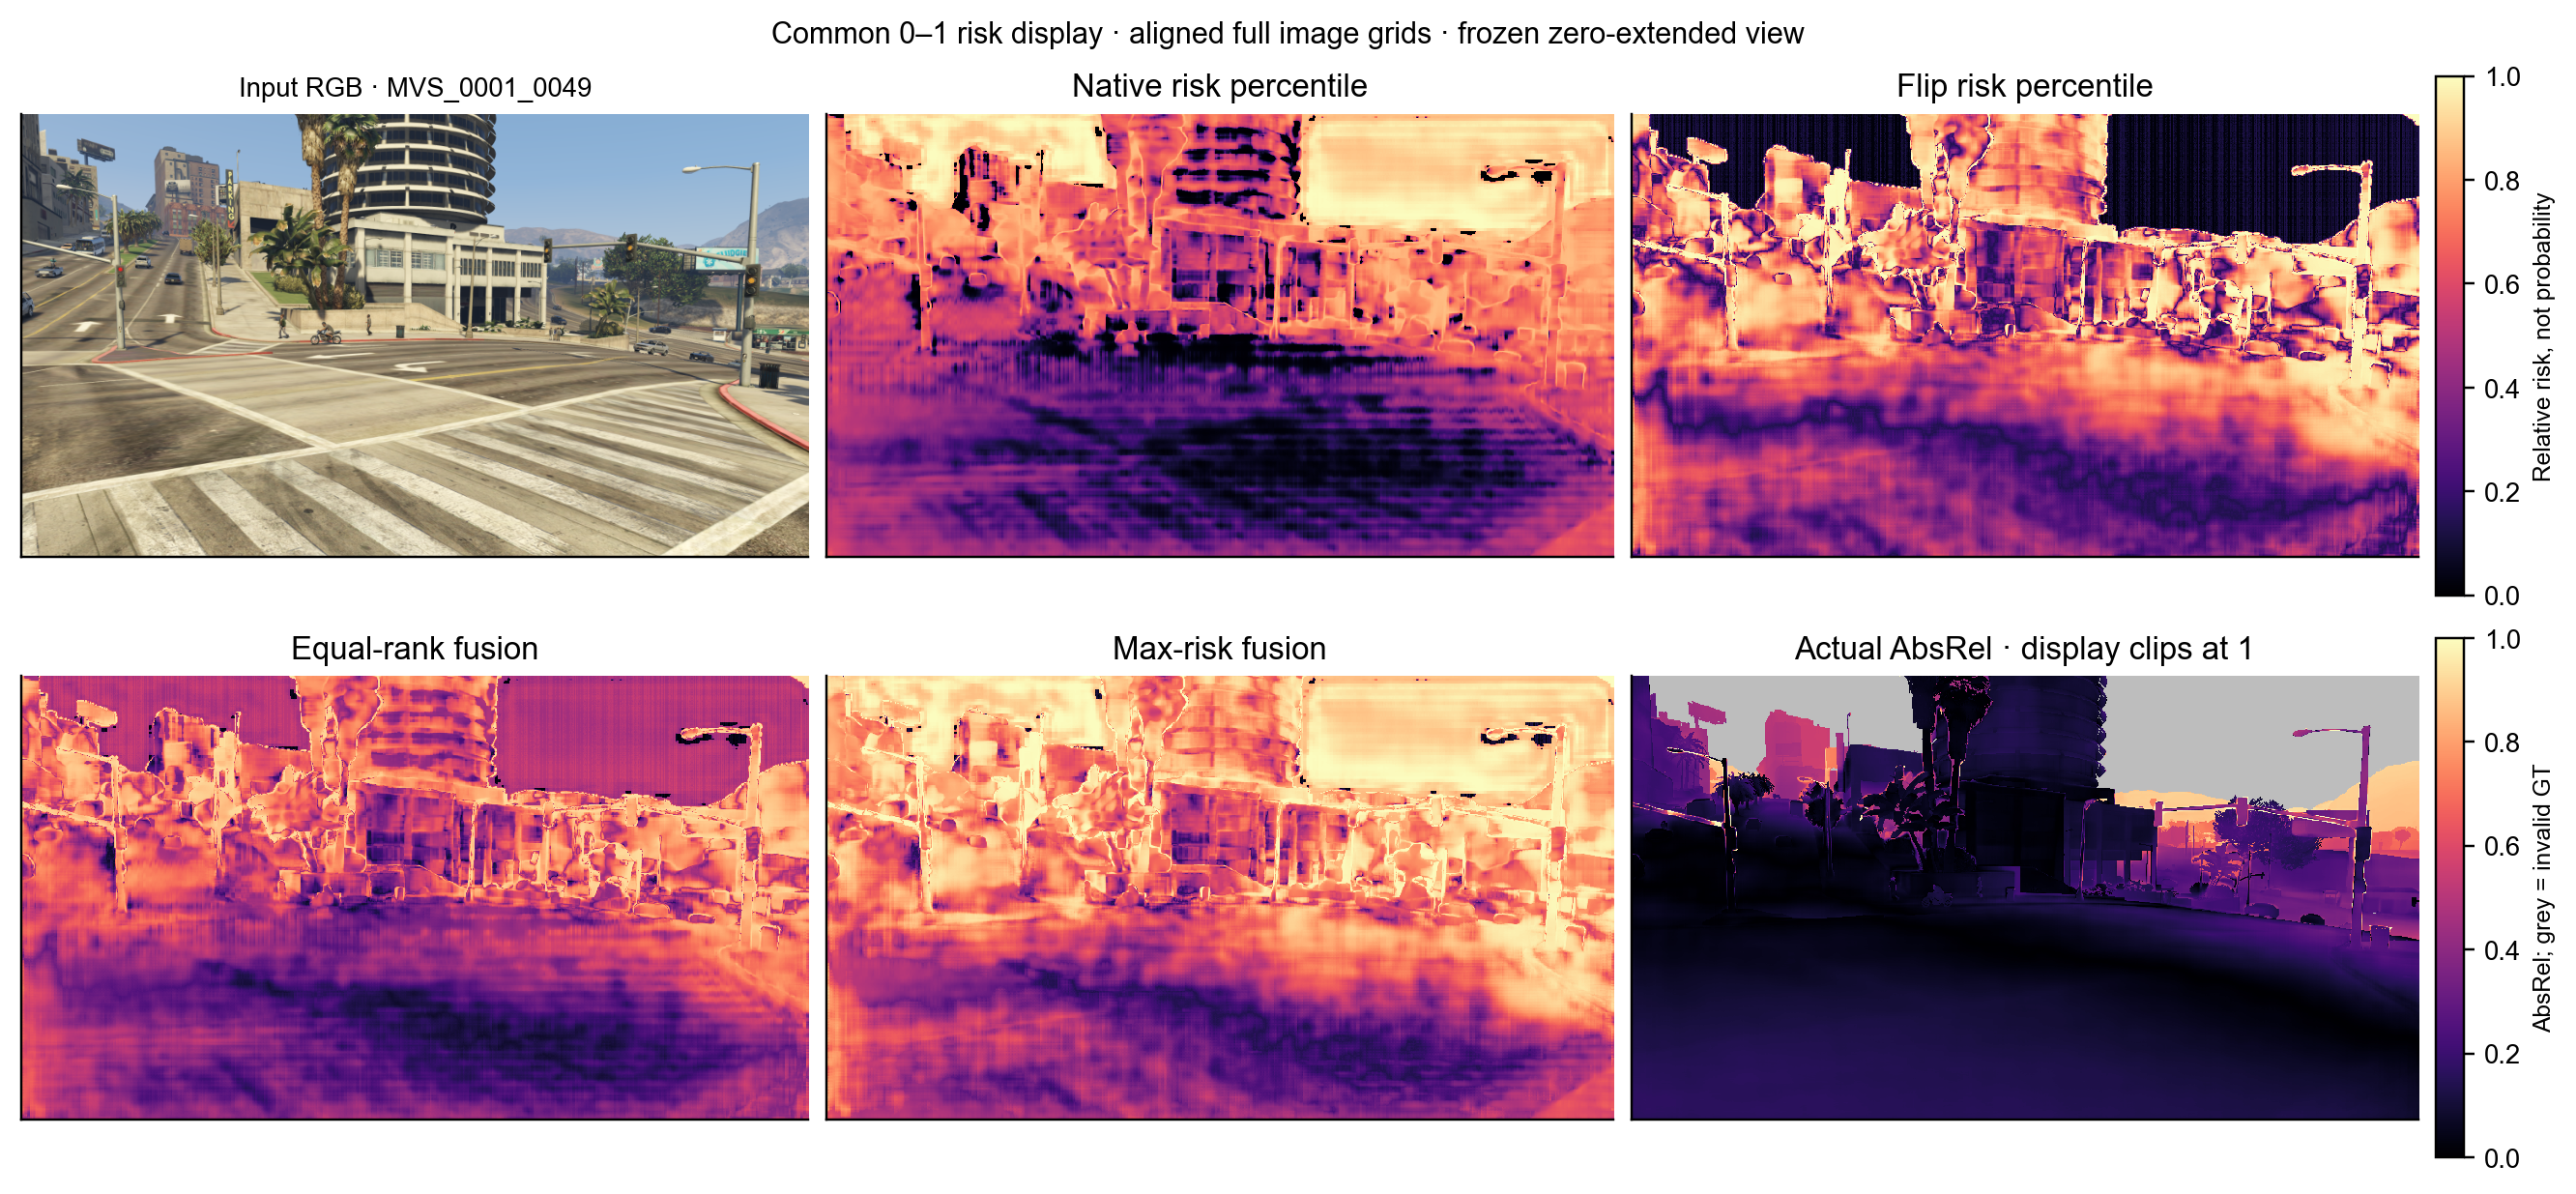 Common 0–1 risk display · aligned full image grids · frozen zero-extended view
Input RGB · MVS_0001_0049
Native risk percentile
Flip risk percentile
PARKING
1.0
0.8
0.6
0.4
0.2
0.0
Relative risk, not probability
Equal-rank fusion
Max-risk fusion
Actual AbsRel · display clips at 1
1.0
0.8
0.6
0.4
0.2
0.0
AbsRel; grey = invalid GT